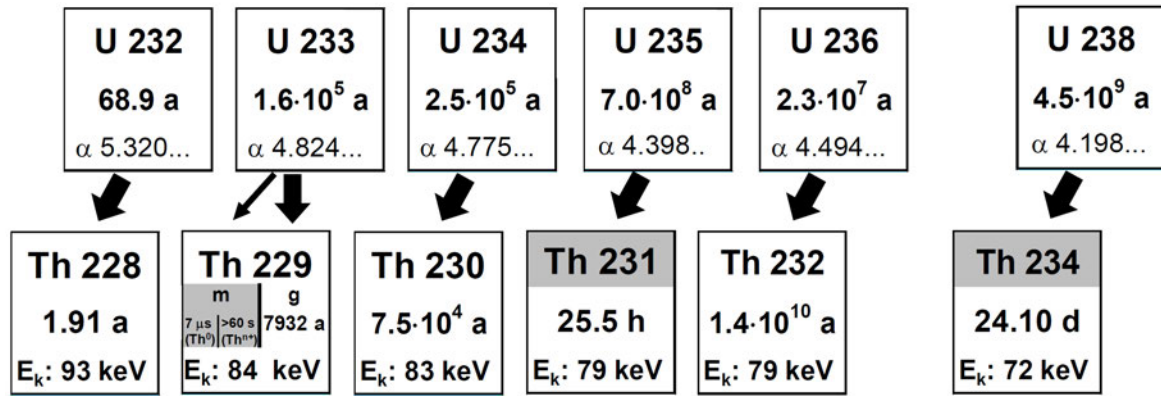 U 232
68.9 a
α 5.320...
U 233
1.6·10⁵ a
α 4.824...
U 234
2.5·10⁵ a
α 4.775...
U 235
7.0·10⁸ a
α 4.398..
U 236
2.3·10⁷ a
α 4.494...
U 238
4.5·10⁹ a
α 4.198...
Th 228
1.91 a
Eₖ: 93 keV
Th 229
m g
7 μs >60 s 7932 a
(Th⁰) (Thⁿ⁺)
Eₖ: 84 keV
Th 230
7.5·10⁴ a
Eₖ: 83 keV
Th 231
25.5 h
Eₖ: 79 keV
Th 232
1.4·10¹⁰ a
Eₖ: 79 keV
Th 234
24.10 d
Eₖ: 72 keV